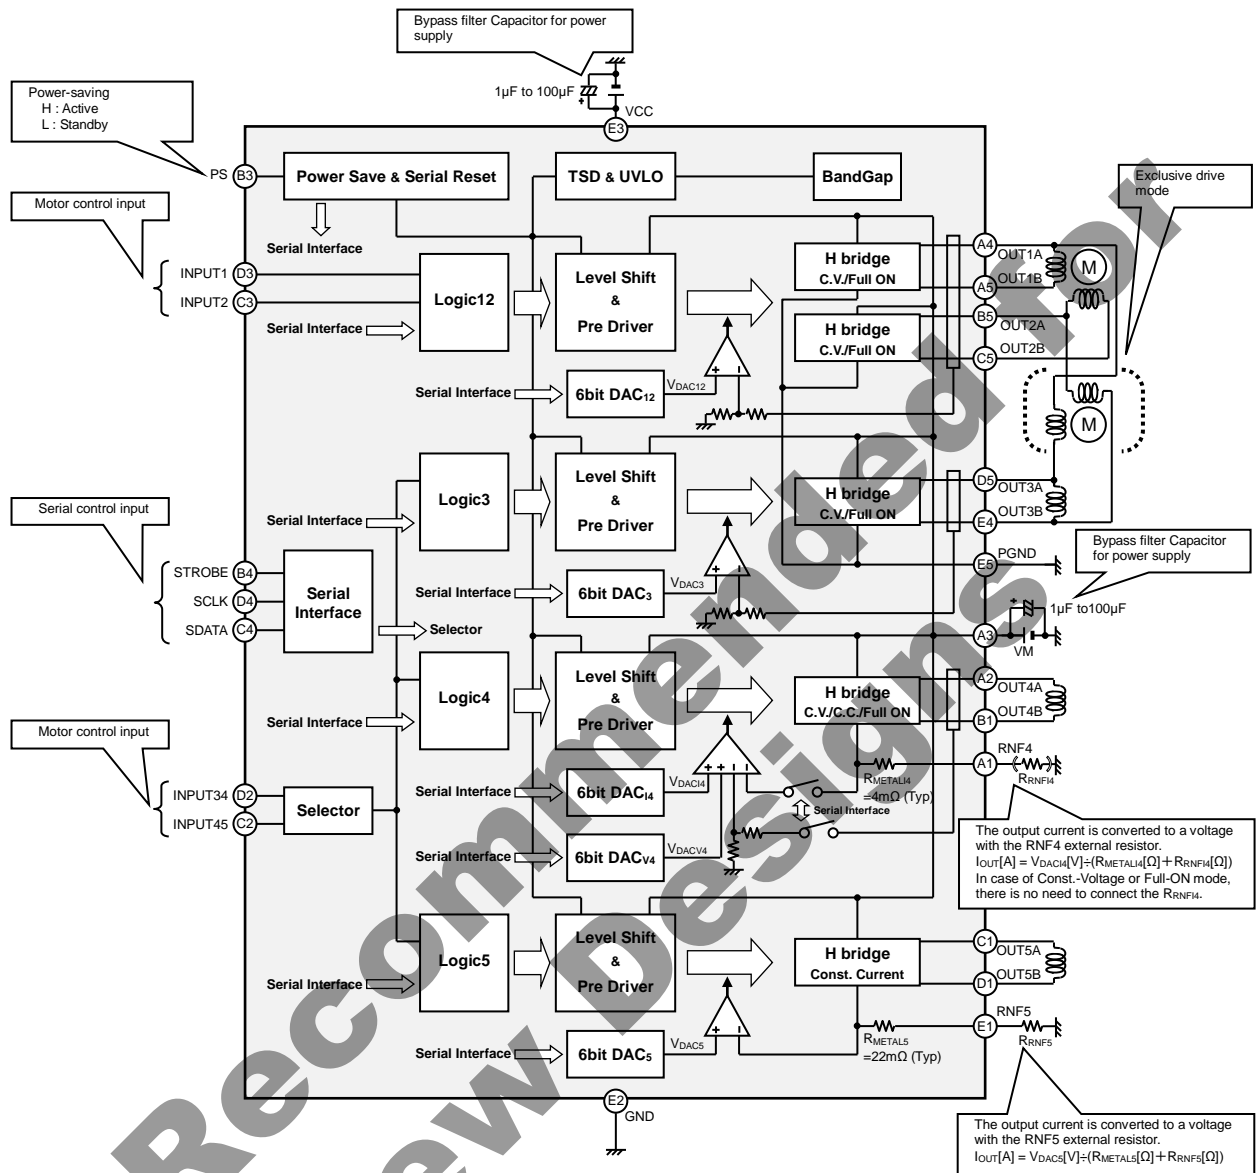 Bypass filter Capacitor for power
supply
1µF to 100µF
VCC
E3
Power-saving
H : Active
L : Standby
PS B3
Power Save & Serial Reset
TSD & UVLO
BandGap
Exclusive drive
mode
Motor control input
Serial Interface
INPUT1 D3
INPUT2 C3
Logic12
Serial Interface
Level Shift
&
Pre Driver
H bridge
C.V./Full ON
H bridge
C.V./Full ON
A4
OUT1A
OUT1B
A5
B5
OUT2A
OUT2B
C5
M
M
Serial Interface
6bit DAC12
VDAC12
+ −
Logic3
Serial Interface
Level Shift
&
Pre Driver
H bridge
C.V./Full ON
D5
OUT3A
OUT3B
E4
Serial control input
STROBE B4
SCLK D4
SDATA C4
Serial
Interface
Selector
Serial Interface
6bit DAC3
VDAC3
+ −
PGND
E5
Bypass filter Capacitor
for power supply
+
1µF to100µF
A3
VM
Logic4
Serial Interface
Level Shift
&
Pre Driver
H bridge
C.V./C.C./Full ON
A2
OUT4A
OUT4B
B1
Motor control input
INPUT34 D2
INPUT45 C2
Selector
Serial Interface
6bit DACI4
VDACI4
+ + − −
RMETALI4
=4mΩ (Typ)
Serial Interface
RNF4
A1
RRNFI4
Serial Interface
6bit DACV4
VDACV4
The output current is converted to a voltage
with the RNF4 external resistor.
IOUT[A] = VDACI4[V]÷(RMETALI4[Ω]+RRNFI4[Ω])
In case of Const.-Voltage or Full-ON mode,
there is no need to connect the RRNFI4.
Logic5
Serial Interface
Level Shift
&
Pre Driver
H bridge
Const. Current
C1
OUT5A
OUT5B
D1
Serial Interface
6bit DAC5
VDAC5
+ −
RMETAL5
=22mΩ (Typ)
RNF5
E1
RRNF5
E2
GND
The output current is converted to a voltage
with the RNF5 external resistor.
IOUT[A] = VDAC5[V]÷(RMETAL5[Ω]+RRNF5[Ω])
Recommended for
New Designs